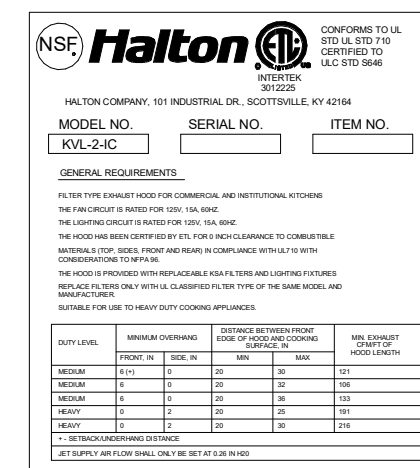 NSF® Halton ETL
CONFORMS TO UL
STD UL STD 710
CERTIFIED TO
ULC STD S646
INTERTEK
3012225
HALTON COMPANY, 101 INDUSTRIAL DR., SCOTTSVILLE, KY 42164
MODEL NO. SERIAL NO. ITEM NO.
KVL-2-IC
GENERAL REQUIREMENTS
FILTER TYPE EXHAUST HOOD FOR COMMERCIAL AND INSTITUTIONAL KITCHENS
THE FAN CIRCUIT IS RATED FOR 125V, 15A, 60HZ.
THE LIGHTING CIRCUIT IS RATED FOR 125V, 15A, 60HZ.
THE HOOD HAS BEEN CERTIFIED BY ETL FOR 0 INCH CLEARANCE TO COMBUSTIBLE
MATERIALS (TOP, SIDES, FRONT AND REAR) IN COMPLIANCE WITH UL710 WITH
CONSIDERATIONS TO NFPA 96.
THE HOOD IS PROVIDED WITH REPLACEABLE KSA FILTERS AND LIGHTING FIXTURES
REPLACE FILTERS ONLY WITH UL CLASSIFIED FILTER TYPE OF THE SAME MODEL AND
MANUFACTURER.
SUITABLE FOR USE TO HEAVY DUTY COOKING APPLIANCES.
DUTY LEVEL MINIMUM OVERHANG DISTANCE BETWEEN FRONT EDGE OF HOOD AND COOKING SURFACE, IN MIN. EXHAUST CFM/FT OF HOOD LENGTH
FRONT, IN SIDE, IN MIN MAX
MEDIUM 6 (+) 0 20 30 121
MEDIUM 6 0 20 32 106
MEDIUM 6 0 20 36 133
HEAVY 0 2 20 25 191
HEAVY 0 2 20 30 216
+ - SETBACK/UNDERHANG DISTANCE
JET SUPPLY AIR FLOW SHALL ONLY BE SET AT 0.26 IN H20